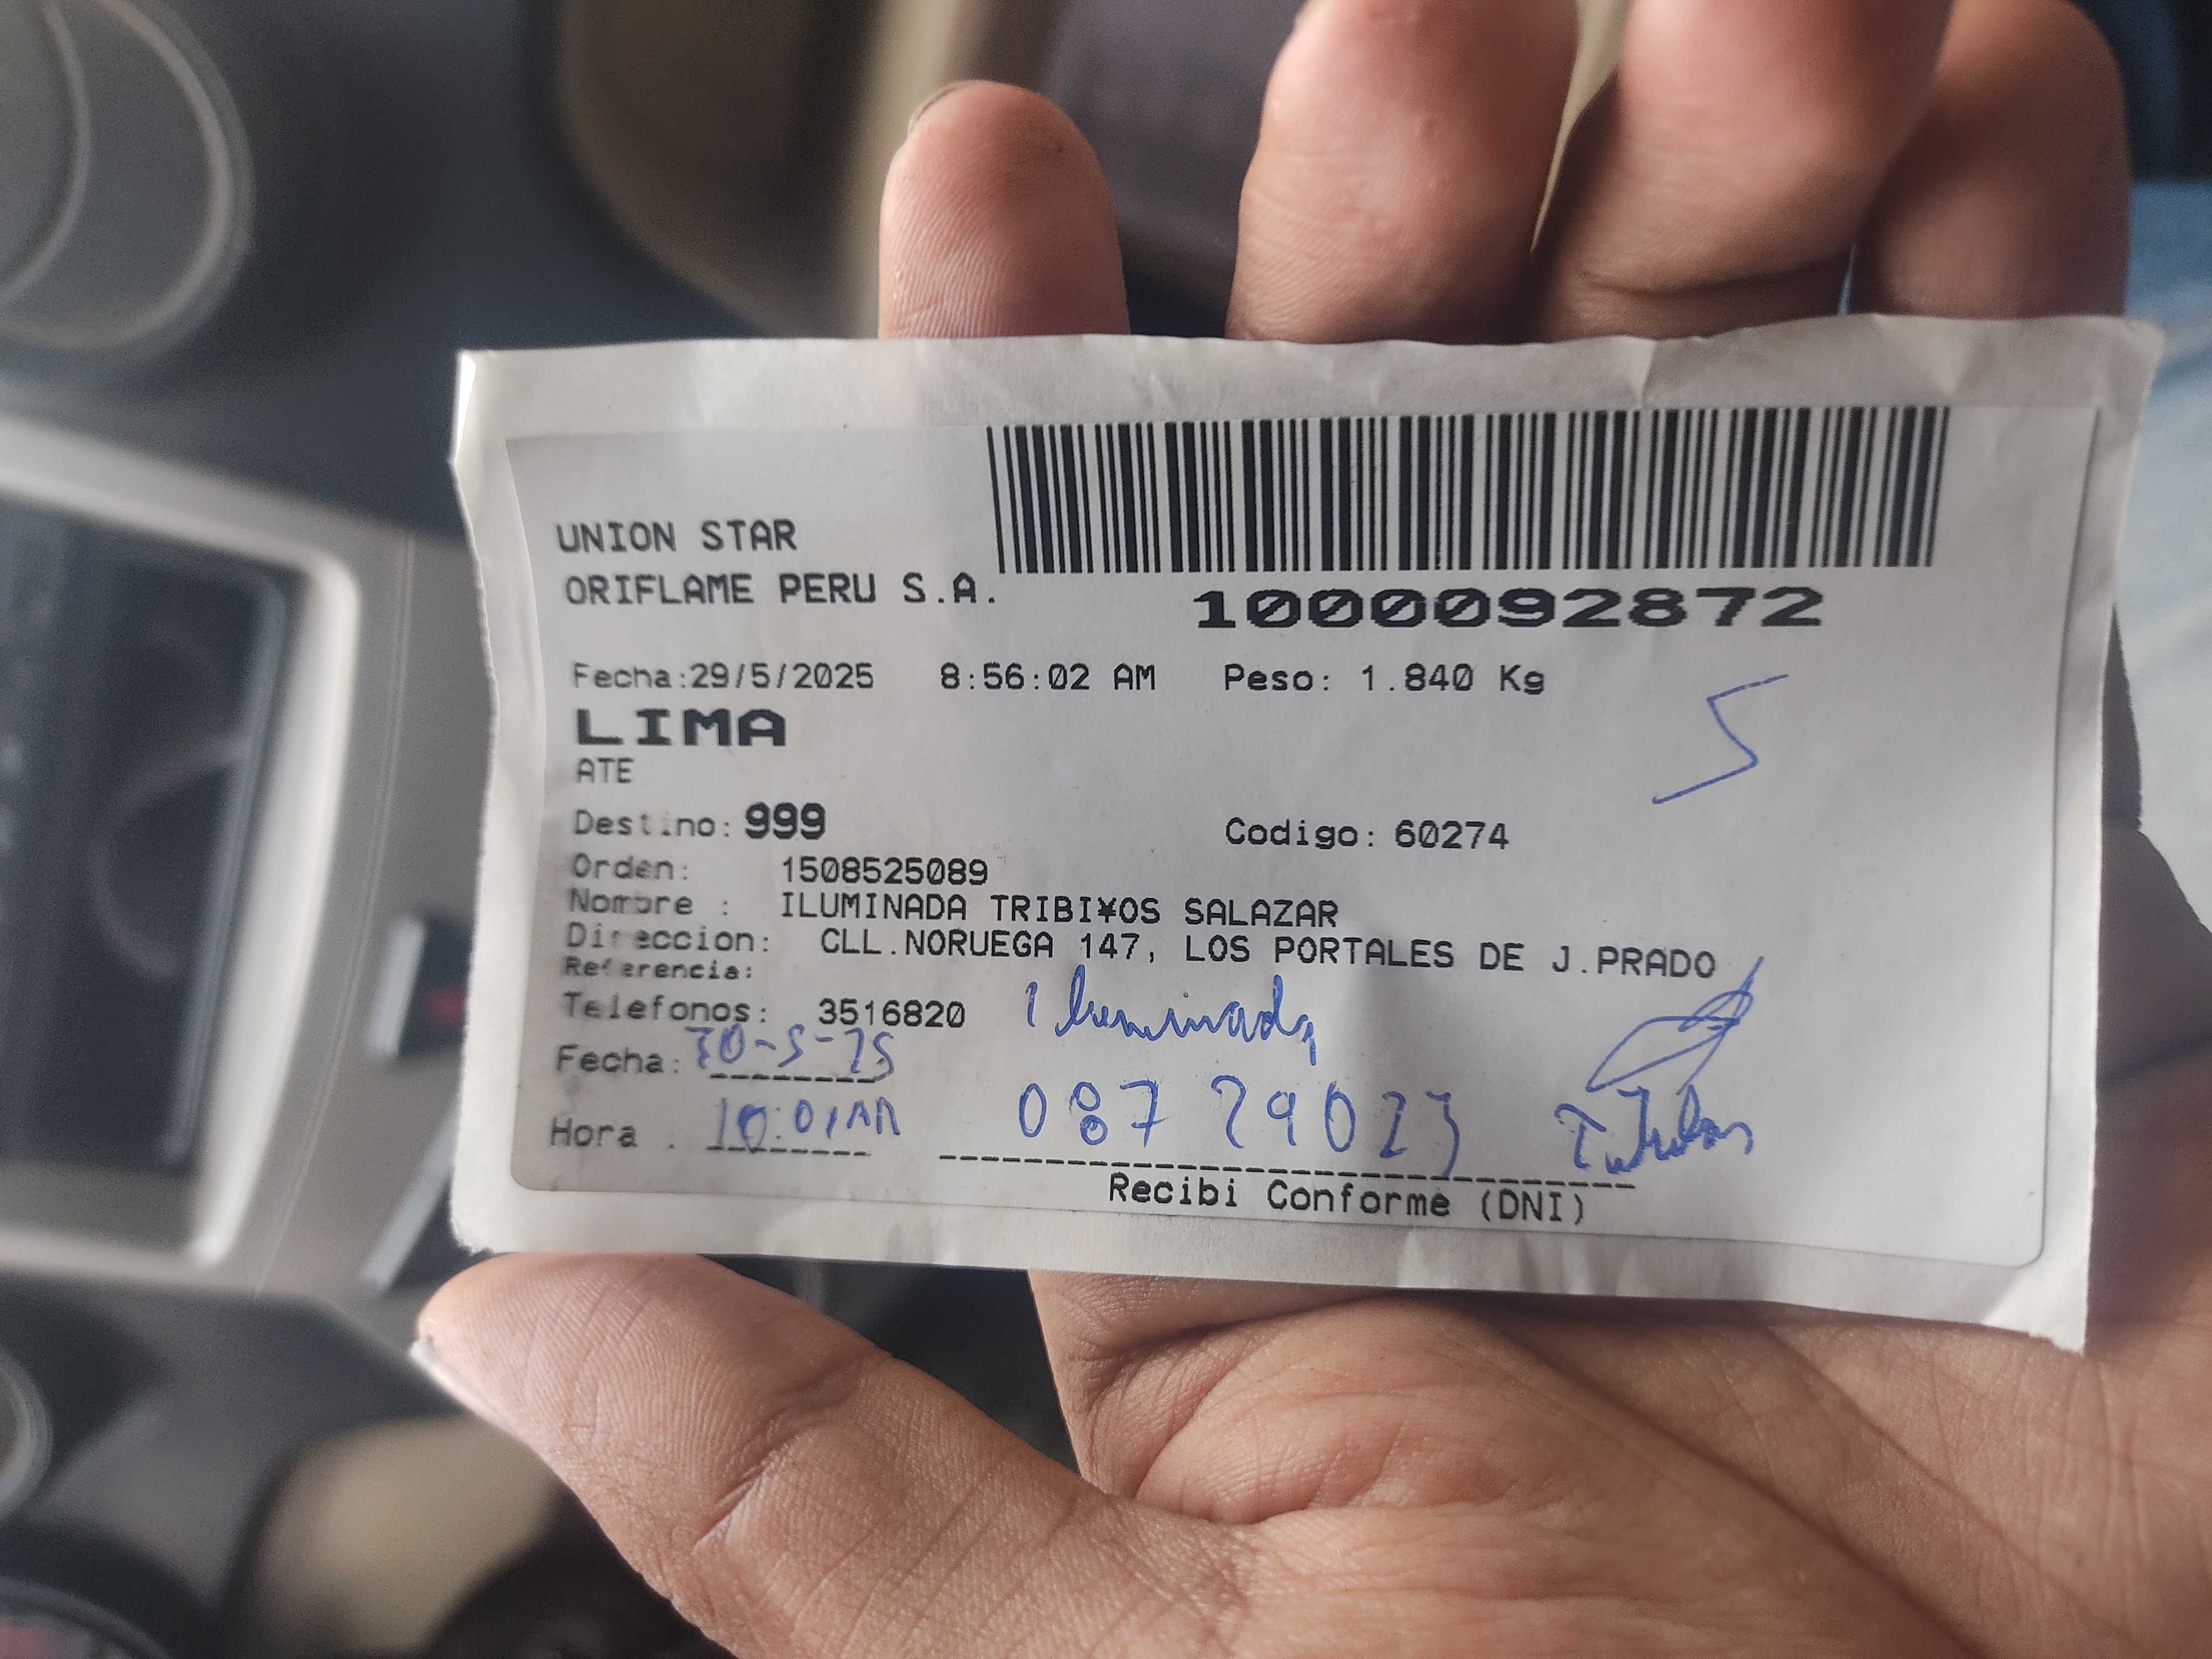 UNION STAR
ORIFLAME PERU S.A.
1000092872
Fecha:29/5/2025 8:56:02 AM Peso: 1.840 Kg
LIMA
5
ATE
Destino: 999 Codigo: 60274
Orden: 1508525089
Nombre : ILUMINADA TRIBI¥OS SALAZAR
Direccion: CLL.NORUEGA 147, LOS PORTALES DE J.PRADO
Referencia:
Telefonos: 3516820 Iluminada
Fecha: 30-5-25
Hora : 10:01AM 08729023
Recibi Conforme (DNI)